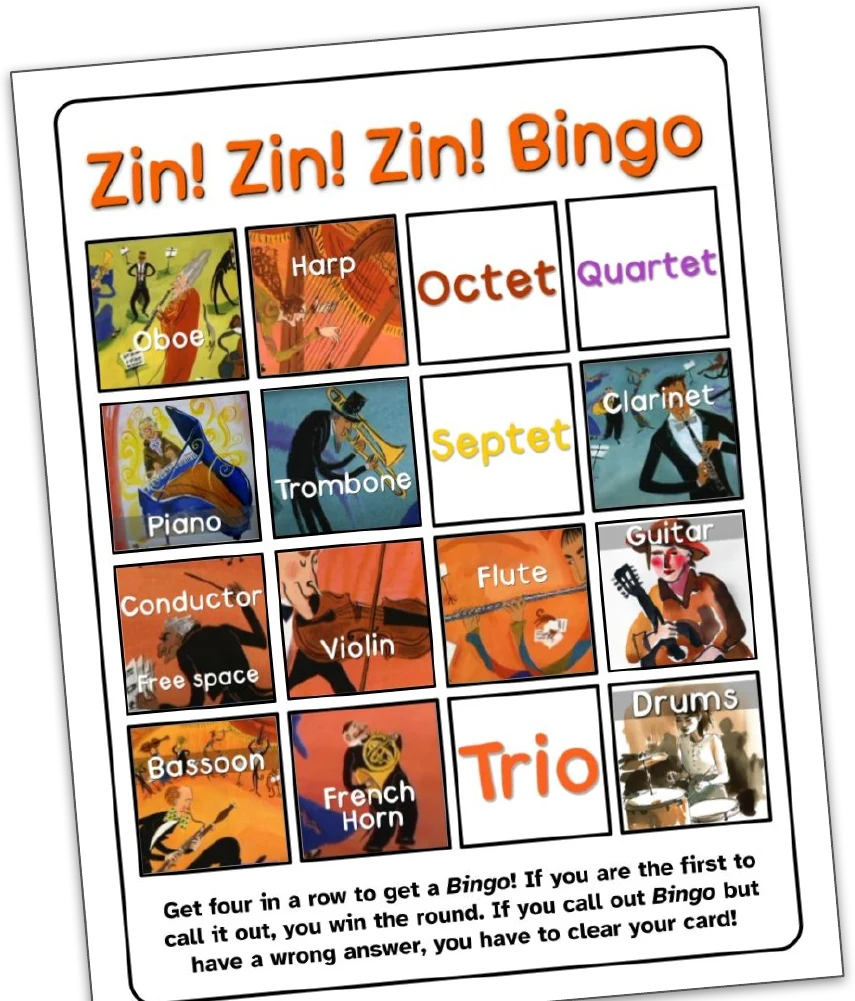 Zin! Zin! Zin! Bingo
Oboe
Harp
Octet
Quartet
Piano
Trombone
Septet
Clarinet
Conductor
Free space
Violin
Flute
Guitar
Bassoon
French
Horn
Trio
Drums
Get four in a row to get a Bingo! If you are the first to
call it out, you win the round. If you call out Bingo but
have a wrong answer, you have to clear your card!